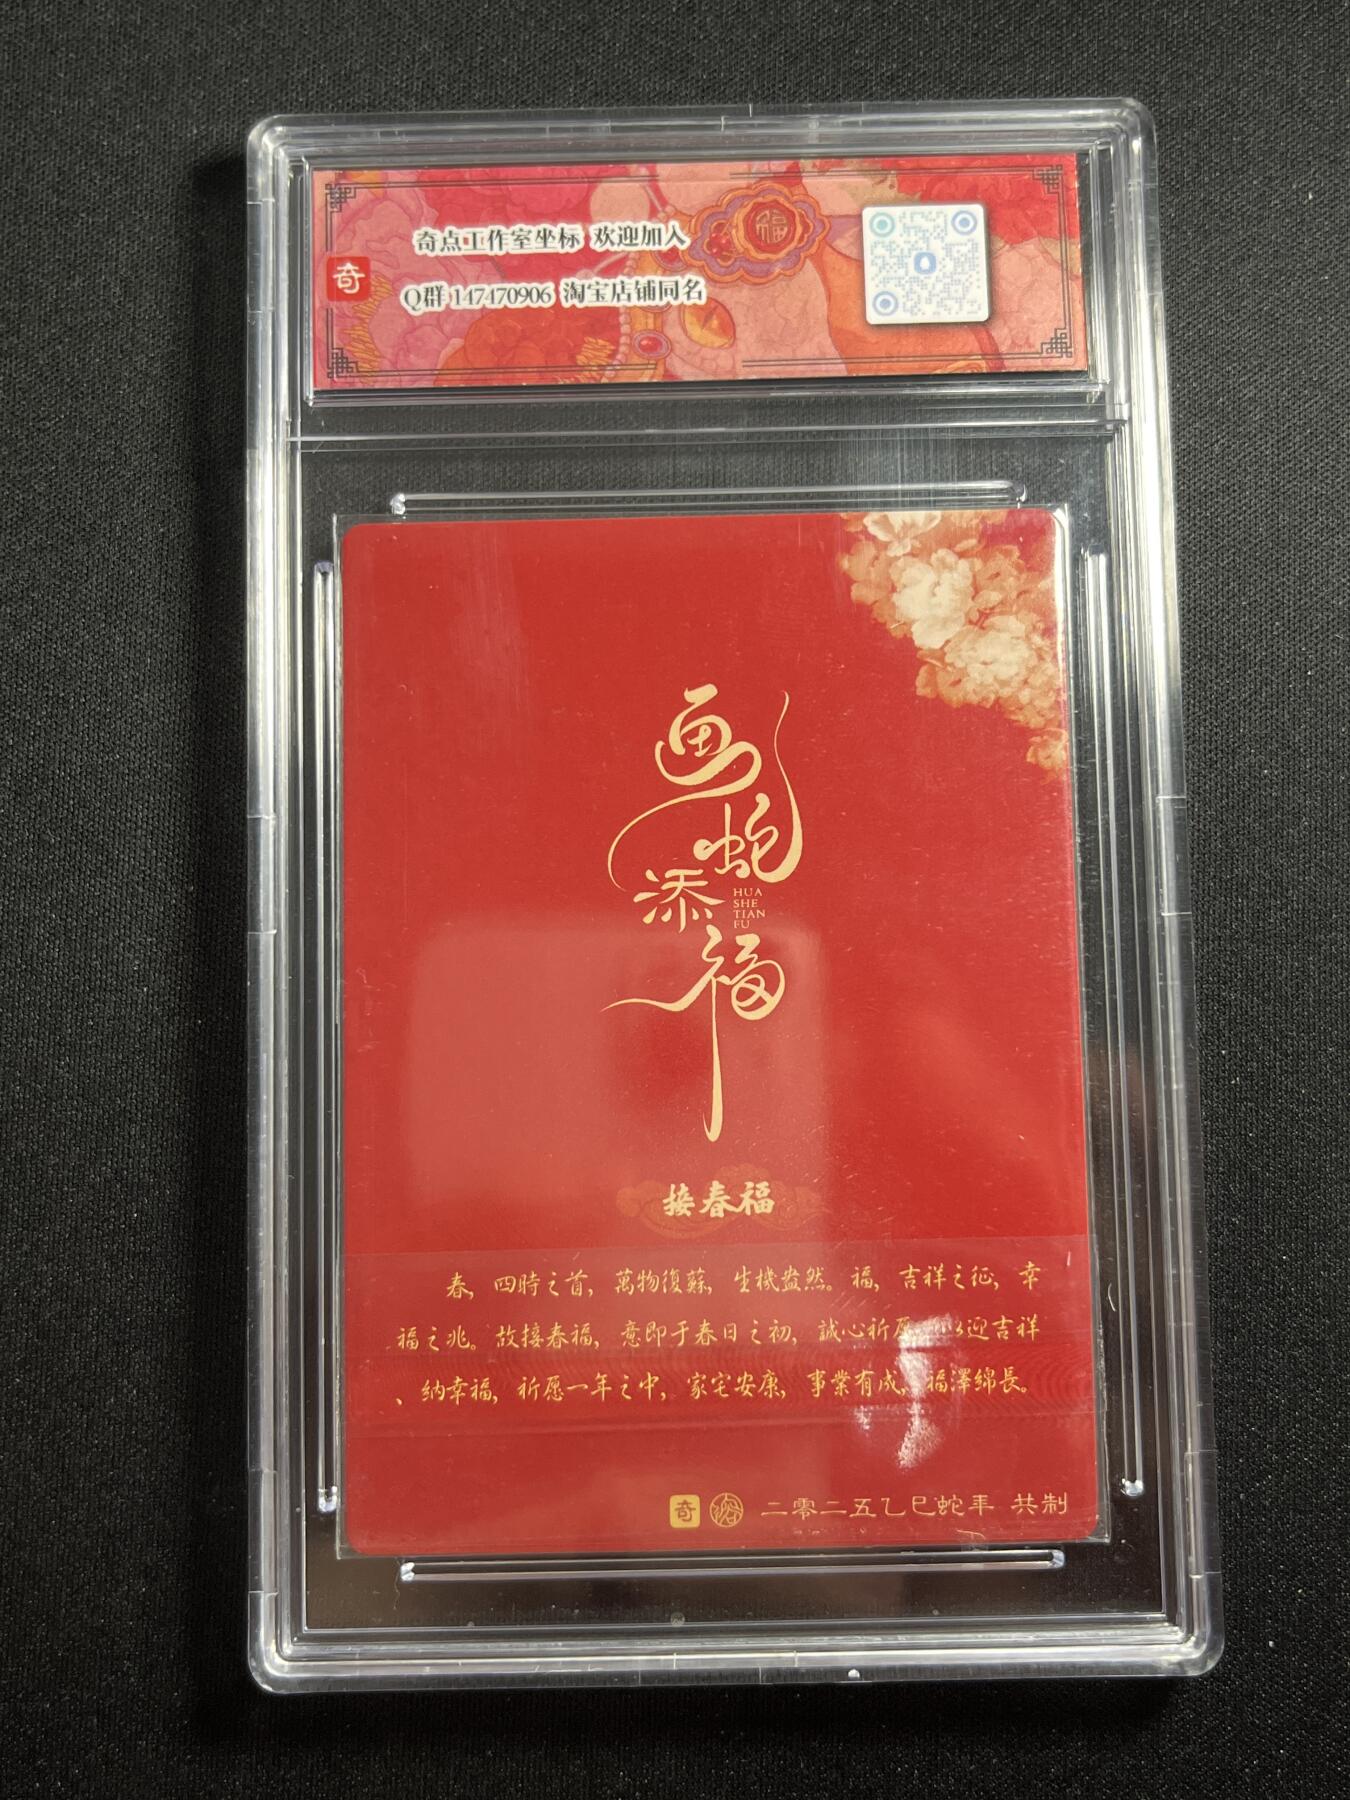 奇点工作室坐标 欢迎加入
奇
Q群 147470906 淘宝店铺同名
福
画蛇添福
HUA
SHE
TIAN
FU
接春福
春，四時之首，萬物復蘇，生機盎然。福，吉祥之征，幸
福之兆。故接春福，意即于春日之初，誠心祈愿，以迎吉祥
、纳幸福，祈愿一年之中，家宅安康，事業有成，福澤綿長。
奇 二零二五乙巳蛇年 共制